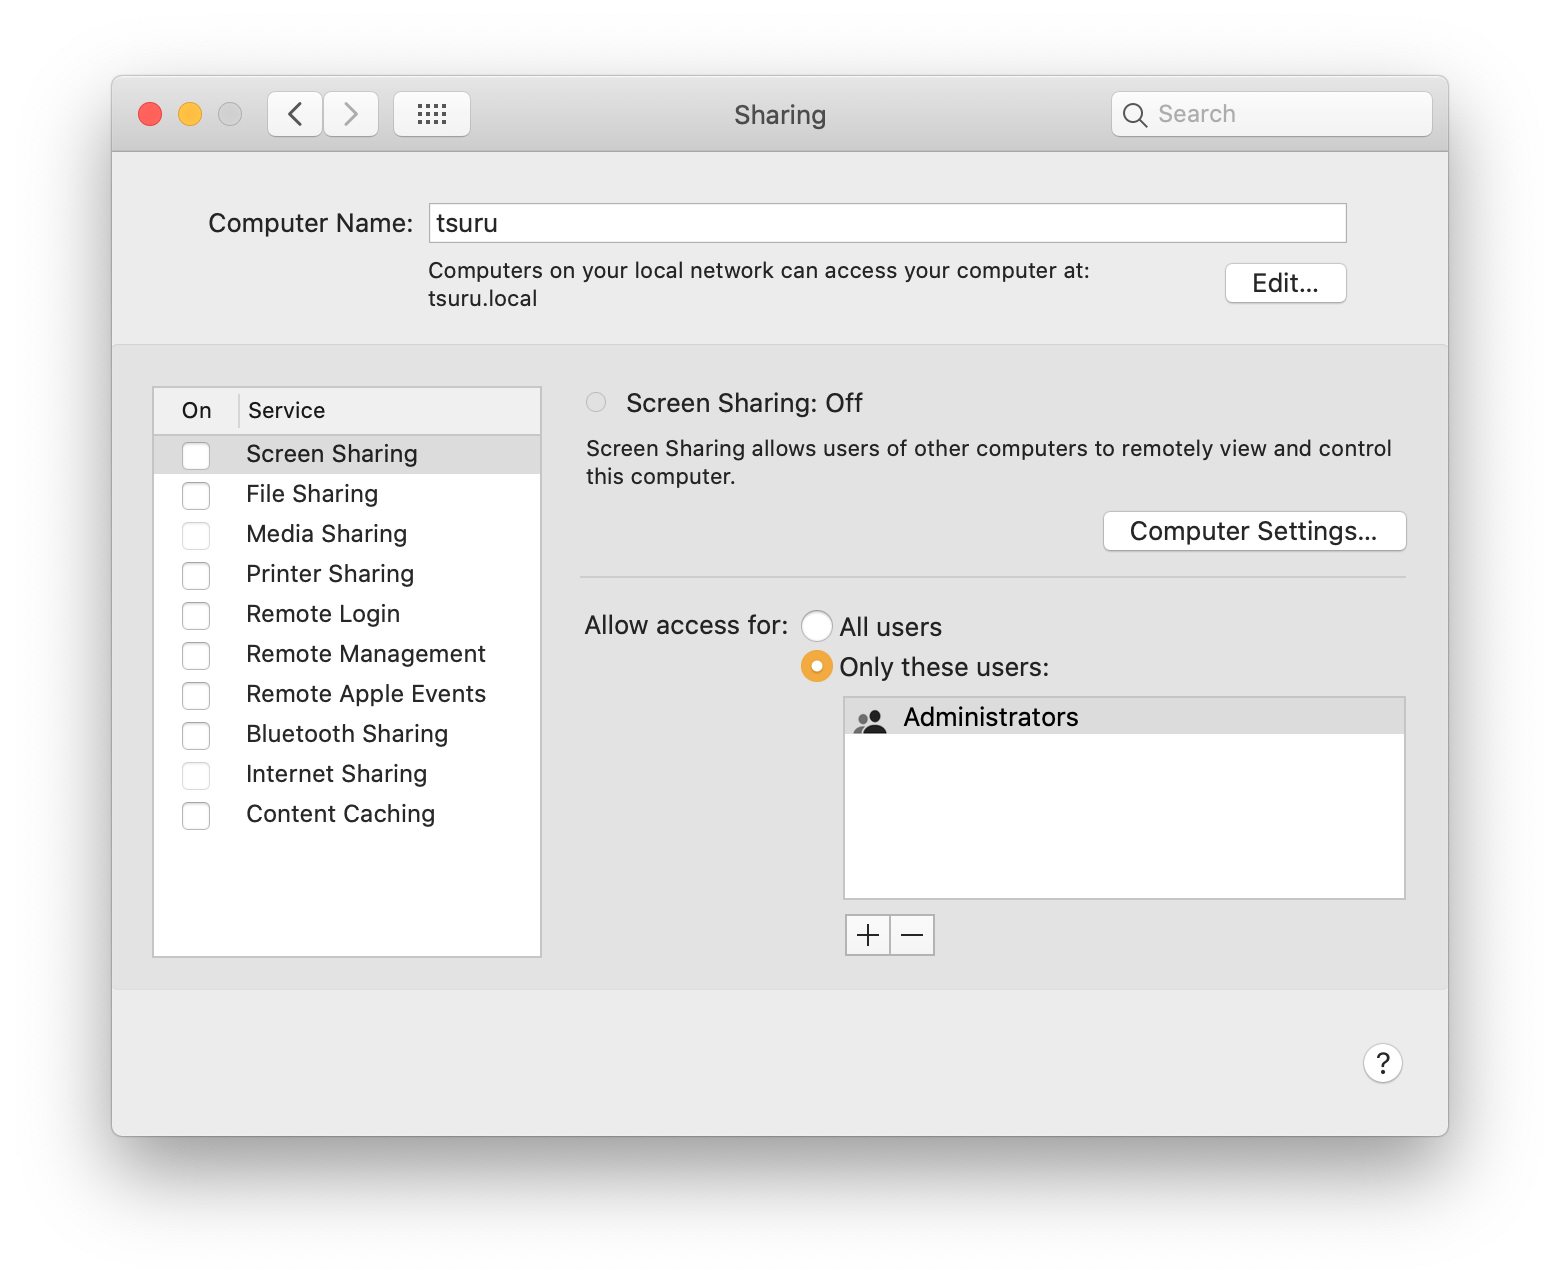 Sharing
Search
Computer Name: tsuru
Computers on your local network can access your computer at:
tsuru.local
Edit...
On Service
Screen Sharing
File Sharing
Media Sharing
Printer Sharing
Remote Login
Remote Management
Remote Apple Events
Bluetooth Sharing
Internet Sharing
Content Caching
Screen Sharing: Off
Screen Sharing allows users of other computers to remotely view and control
this computer.
Computer Settings...
Allow access for: All users
Only these users:
Administrators
?